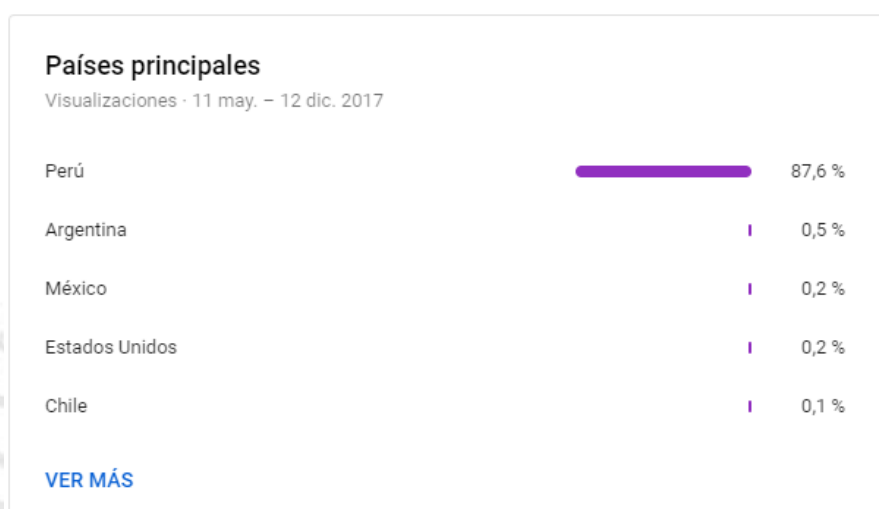 Países principales
Visualizaciones · 11 may. – 12 dic. 2017
Perú 87,6 %
Argentina 0,5 %
México 0,2 %
Estados Unidos 0,2 %
Chile 0,1 %
VER MÁS